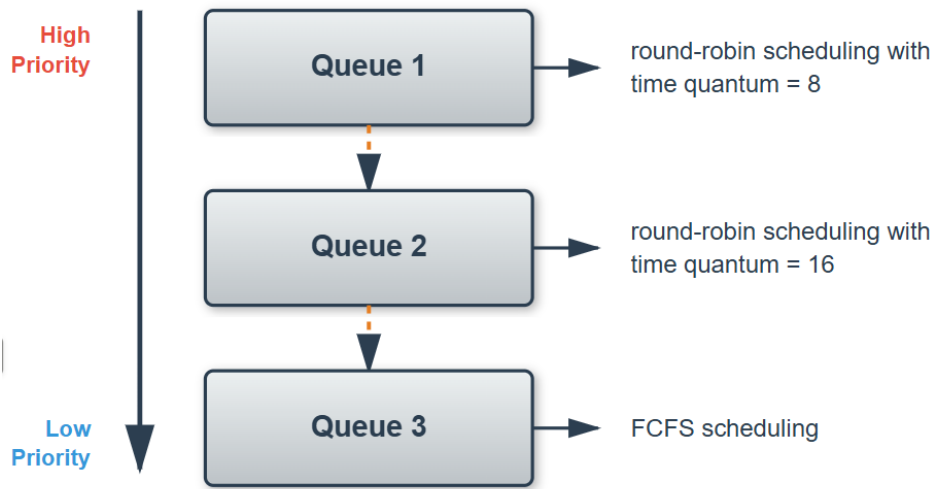 High
Priority
Queue 1
round-robin scheduling with
time quantum = 8
Queue 2
round-robin scheduling with
time quantum = 16
Low
Priority
Queue 3
FCFS scheduling